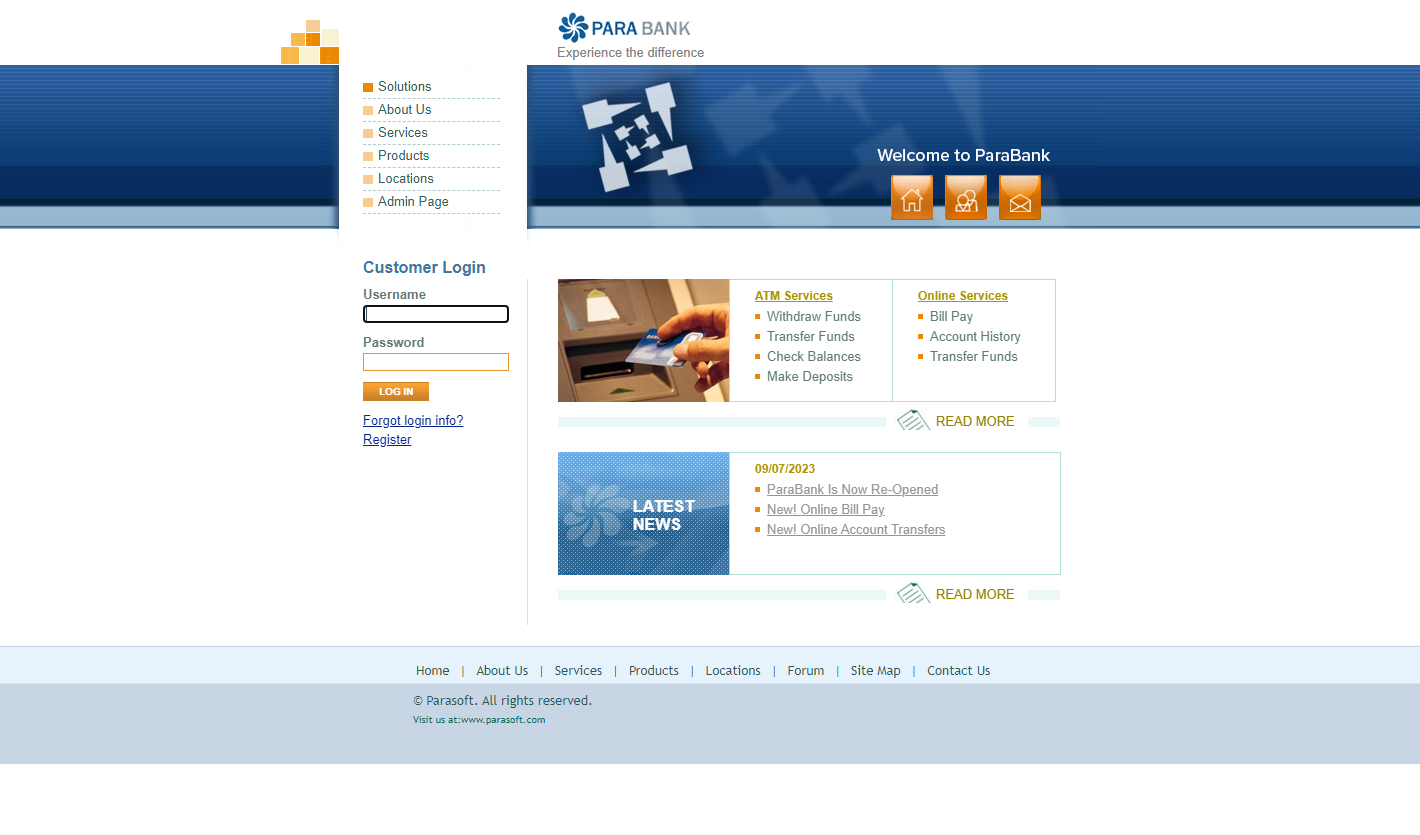 PARA BANK
Experience the difference
Solutions
About Us
Services
Products
Locations
Admin Page
Welcome to ParaBank
Customer Login
Username
Password
LOG IN
Forgot login info?
Register
ATM Services
Withdraw Funds
Transfer Funds
Check Balances
Make Deposits
Online Services
Bill Pay
Account History
Transfer Funds
READ MORE
LATEST
NEWS
09/07/2023
ParaBank Is Now Re-Opened
New! Online Bill Pay
New! Online Account Transfers
READ MORE
Home | About Us | Services | Products | Locations | Forum | Site Map | Contact Us
© Parasoft. All rights reserved.
Visit us at:www.parasoft.com